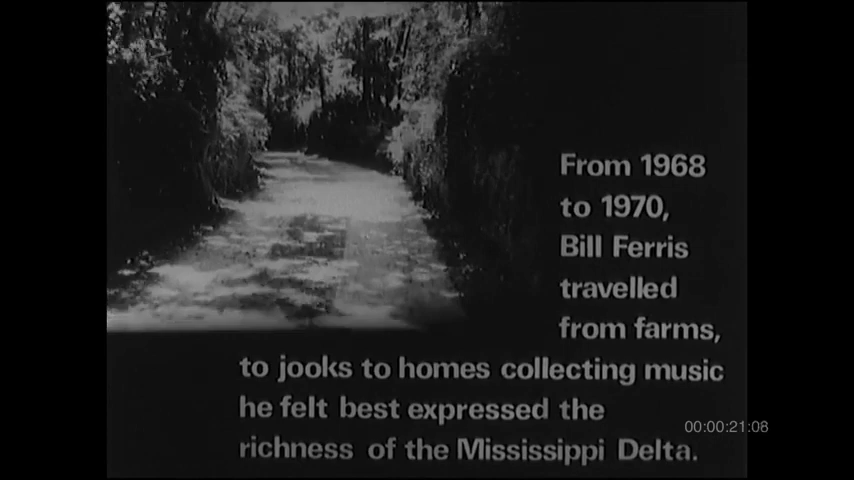 From 1968
to 1970,
Bill Ferris
travelled
from farms,
to jooks to homes collecting music
he felt best expressed the
richness of the Mississippi Delta.
00:00:21:08